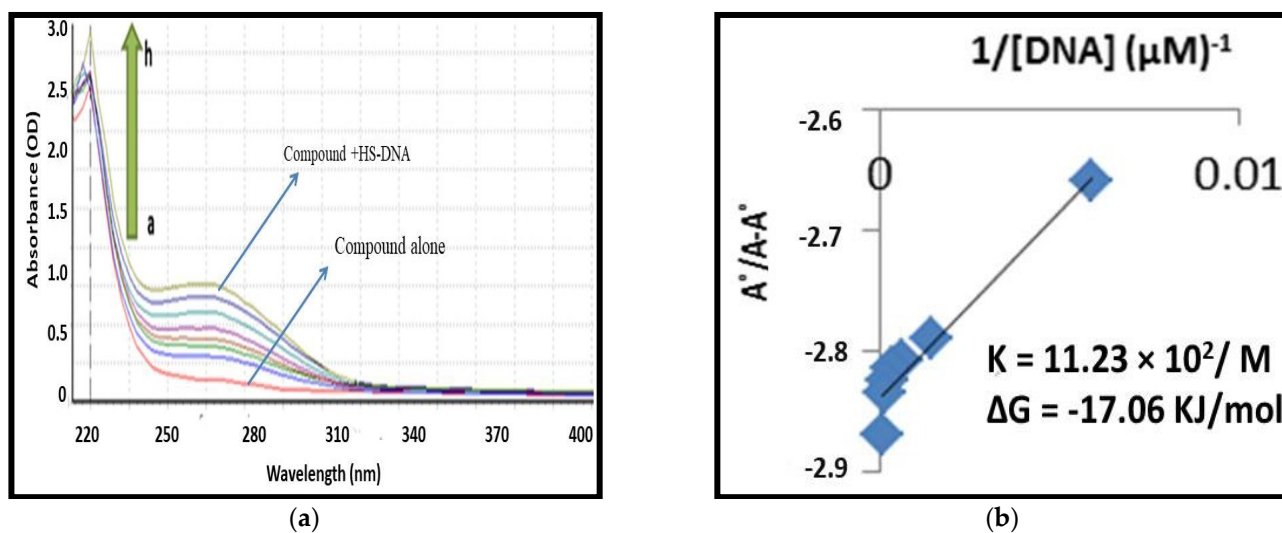 3.0
2.5
2.0
1.5
1.0
0.5
0
Absorbance (OD)
h
a
Compound +HS-DNA
Compound alone
220 250 280 310 340 370 400
Wavelength (nm)
(a)
1/[DNA] (µM)⁻¹
-2.6
0 0.01
-2.7
-2.8
-2.9
A°/A-A°
K = 11.23 × 10²/ M
ΔG = -17.06 KJ/mol
(b)